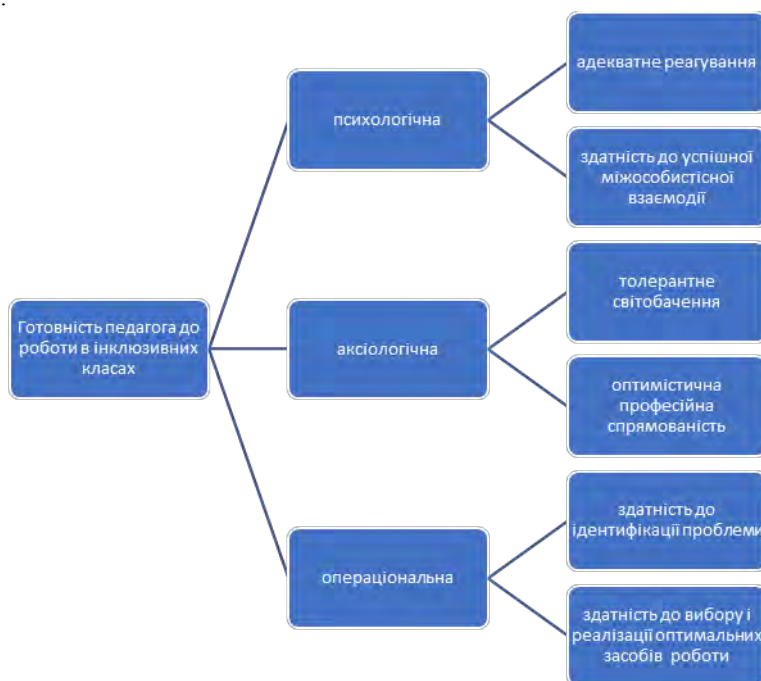 адекватне реагування
психологічна
здатність до успішної
міжособистісної
взаємодії
толерантне
світобачення
Готовність педагога до
роботи в інклюзивних
класах
аксіологічна
оптимістична
професійна
спрямованість
здатність до
ідентифікації проблеми
операціональна
здатність до вибору і
реалізації оптимальних
засобів роботи